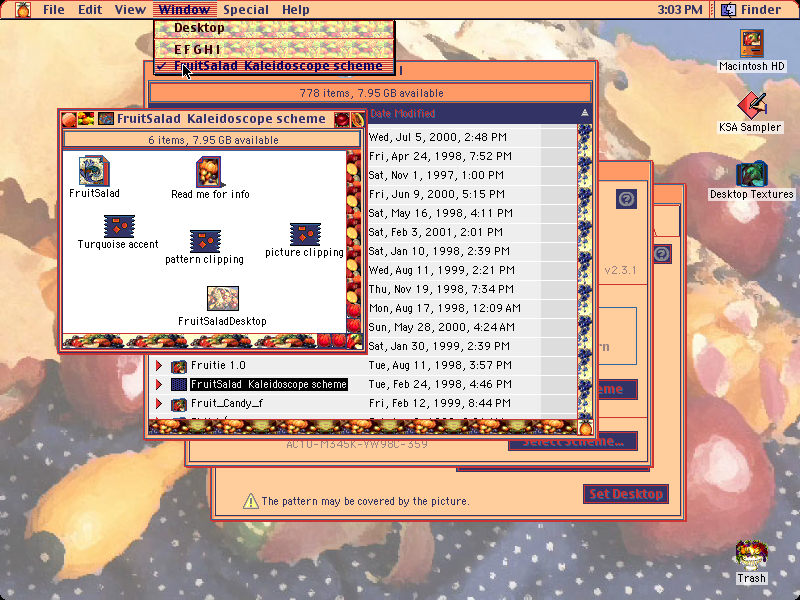 File Edit View Window Special Help 3:03 PM Finder
Desktop
E F G H I
✓ FruitSalad Kaleidoscope scheme
I
Macintosh HD
KSA Sampler
Desktop Textures
Trash
778 items, 7.95 GB available
Date Modified
Wed, Jul 5, 2000, 2:48 PM
Fri, Apr 24, 1998, 7:52 PM
Sat, Nov 1, 1997, 1:00 PM
Fri, Jun 9, 2000, 5:15 PM
Sat, May 16, 1998, 4:11 PM
Sat, Feb 3, 2001, 2:01 PM
Sat, Jan 10, 1998, 2:39 PM
Wed, Aug 11, 1999, 2:21 PM
Thu, Nov 19, 1998, 7:34 PM
Mon, Aug 17, 1998, 12:09 AM
Sun, May 28, 2000, 4:24 AM
Sat, Jan 30, 1999, 2:39 PM
Fruitie 1.0 Tue, Aug 11, 1998, 3:57 PM
FruitSalad Kaleidoscope scheme Tue, Feb 24, 1998, 4:46 PM
Fruit_Candy_f Fri, Feb 12, 1999, 8:44 PM
FruitSalad Kaleidoscope scheme
6 items, 7.95 GB available
FruitSalad
Read me for info
Turquoise accent
pattern clipping
picture clipping
FruitSaladDesktop
v2.3.1
rn
eme
AC10-M345K-VW98C-359
Select Scheme...
The pattern may be covered by the picture.
Set Desktop